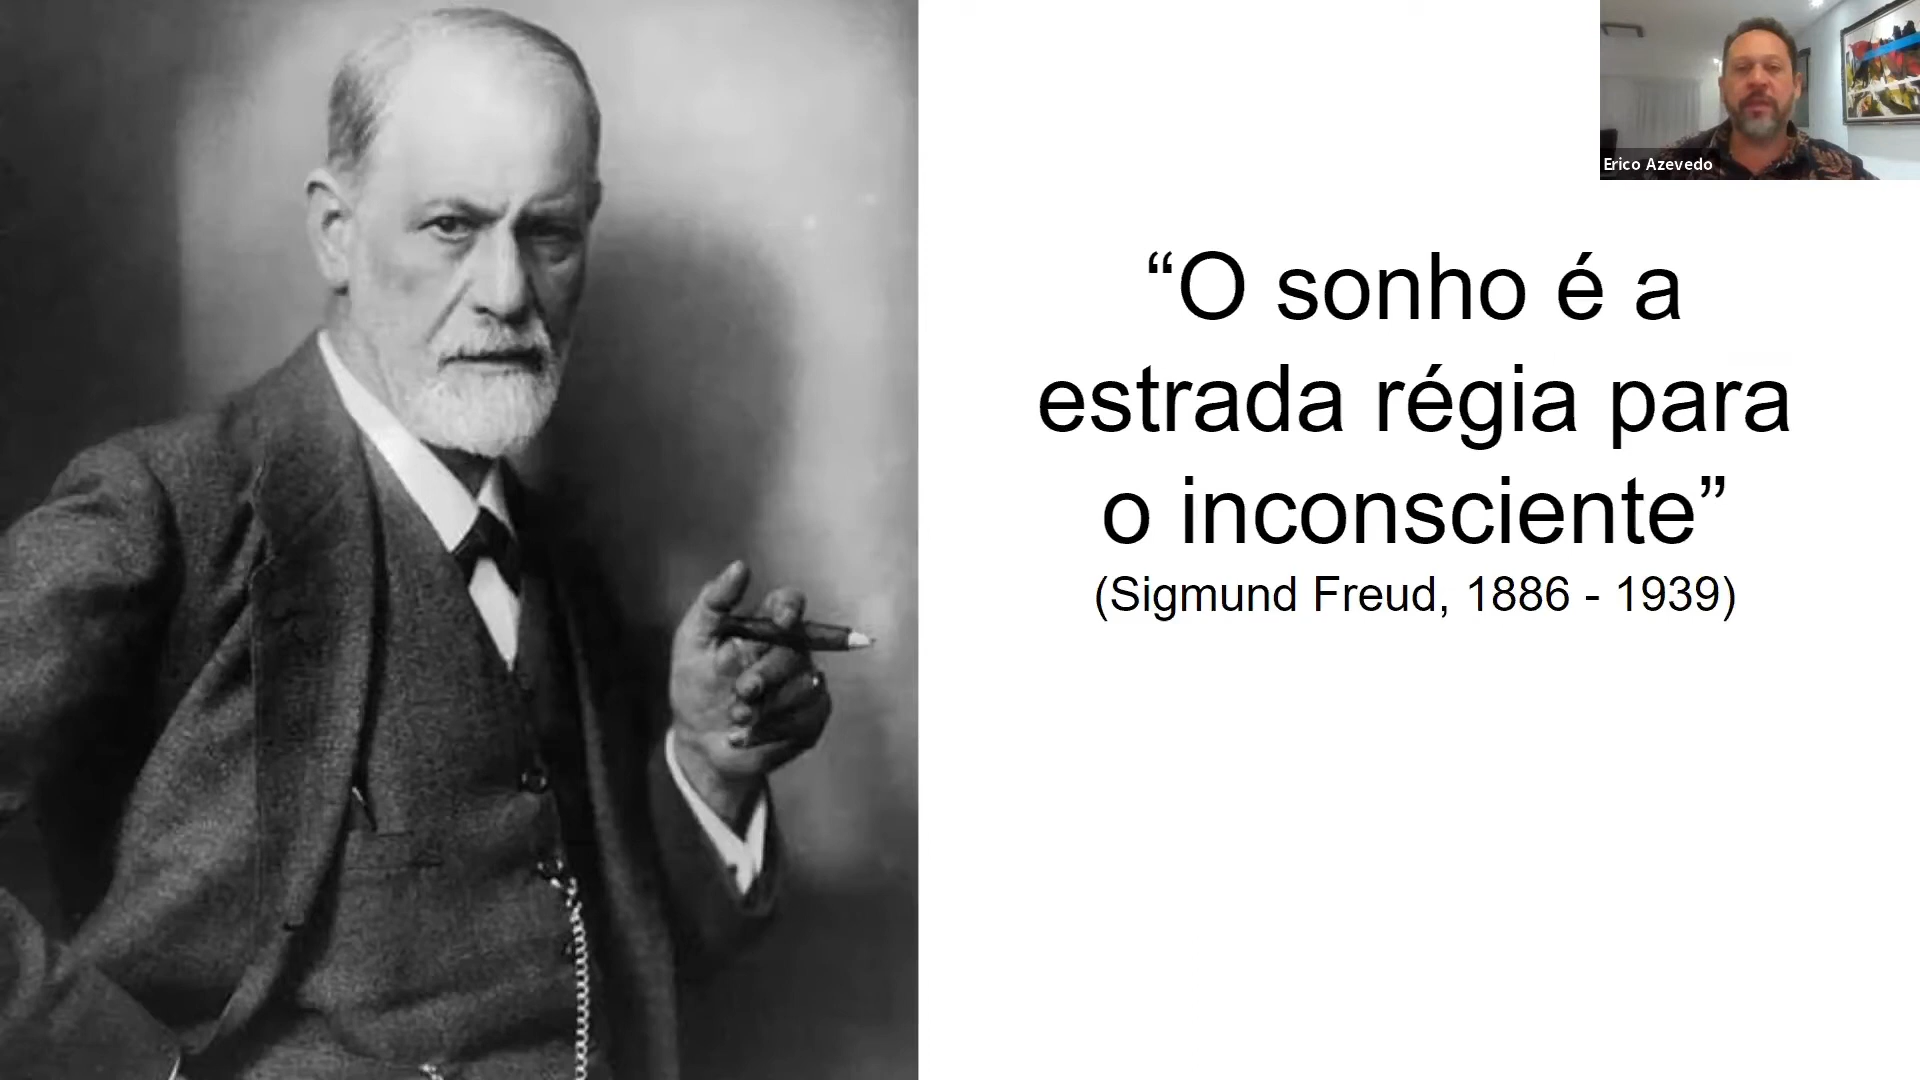 Erico Azevedo
“O sonho é a
estrada régia para
o inconsciente”
(Sigmund Freud, 1886 - 1939)